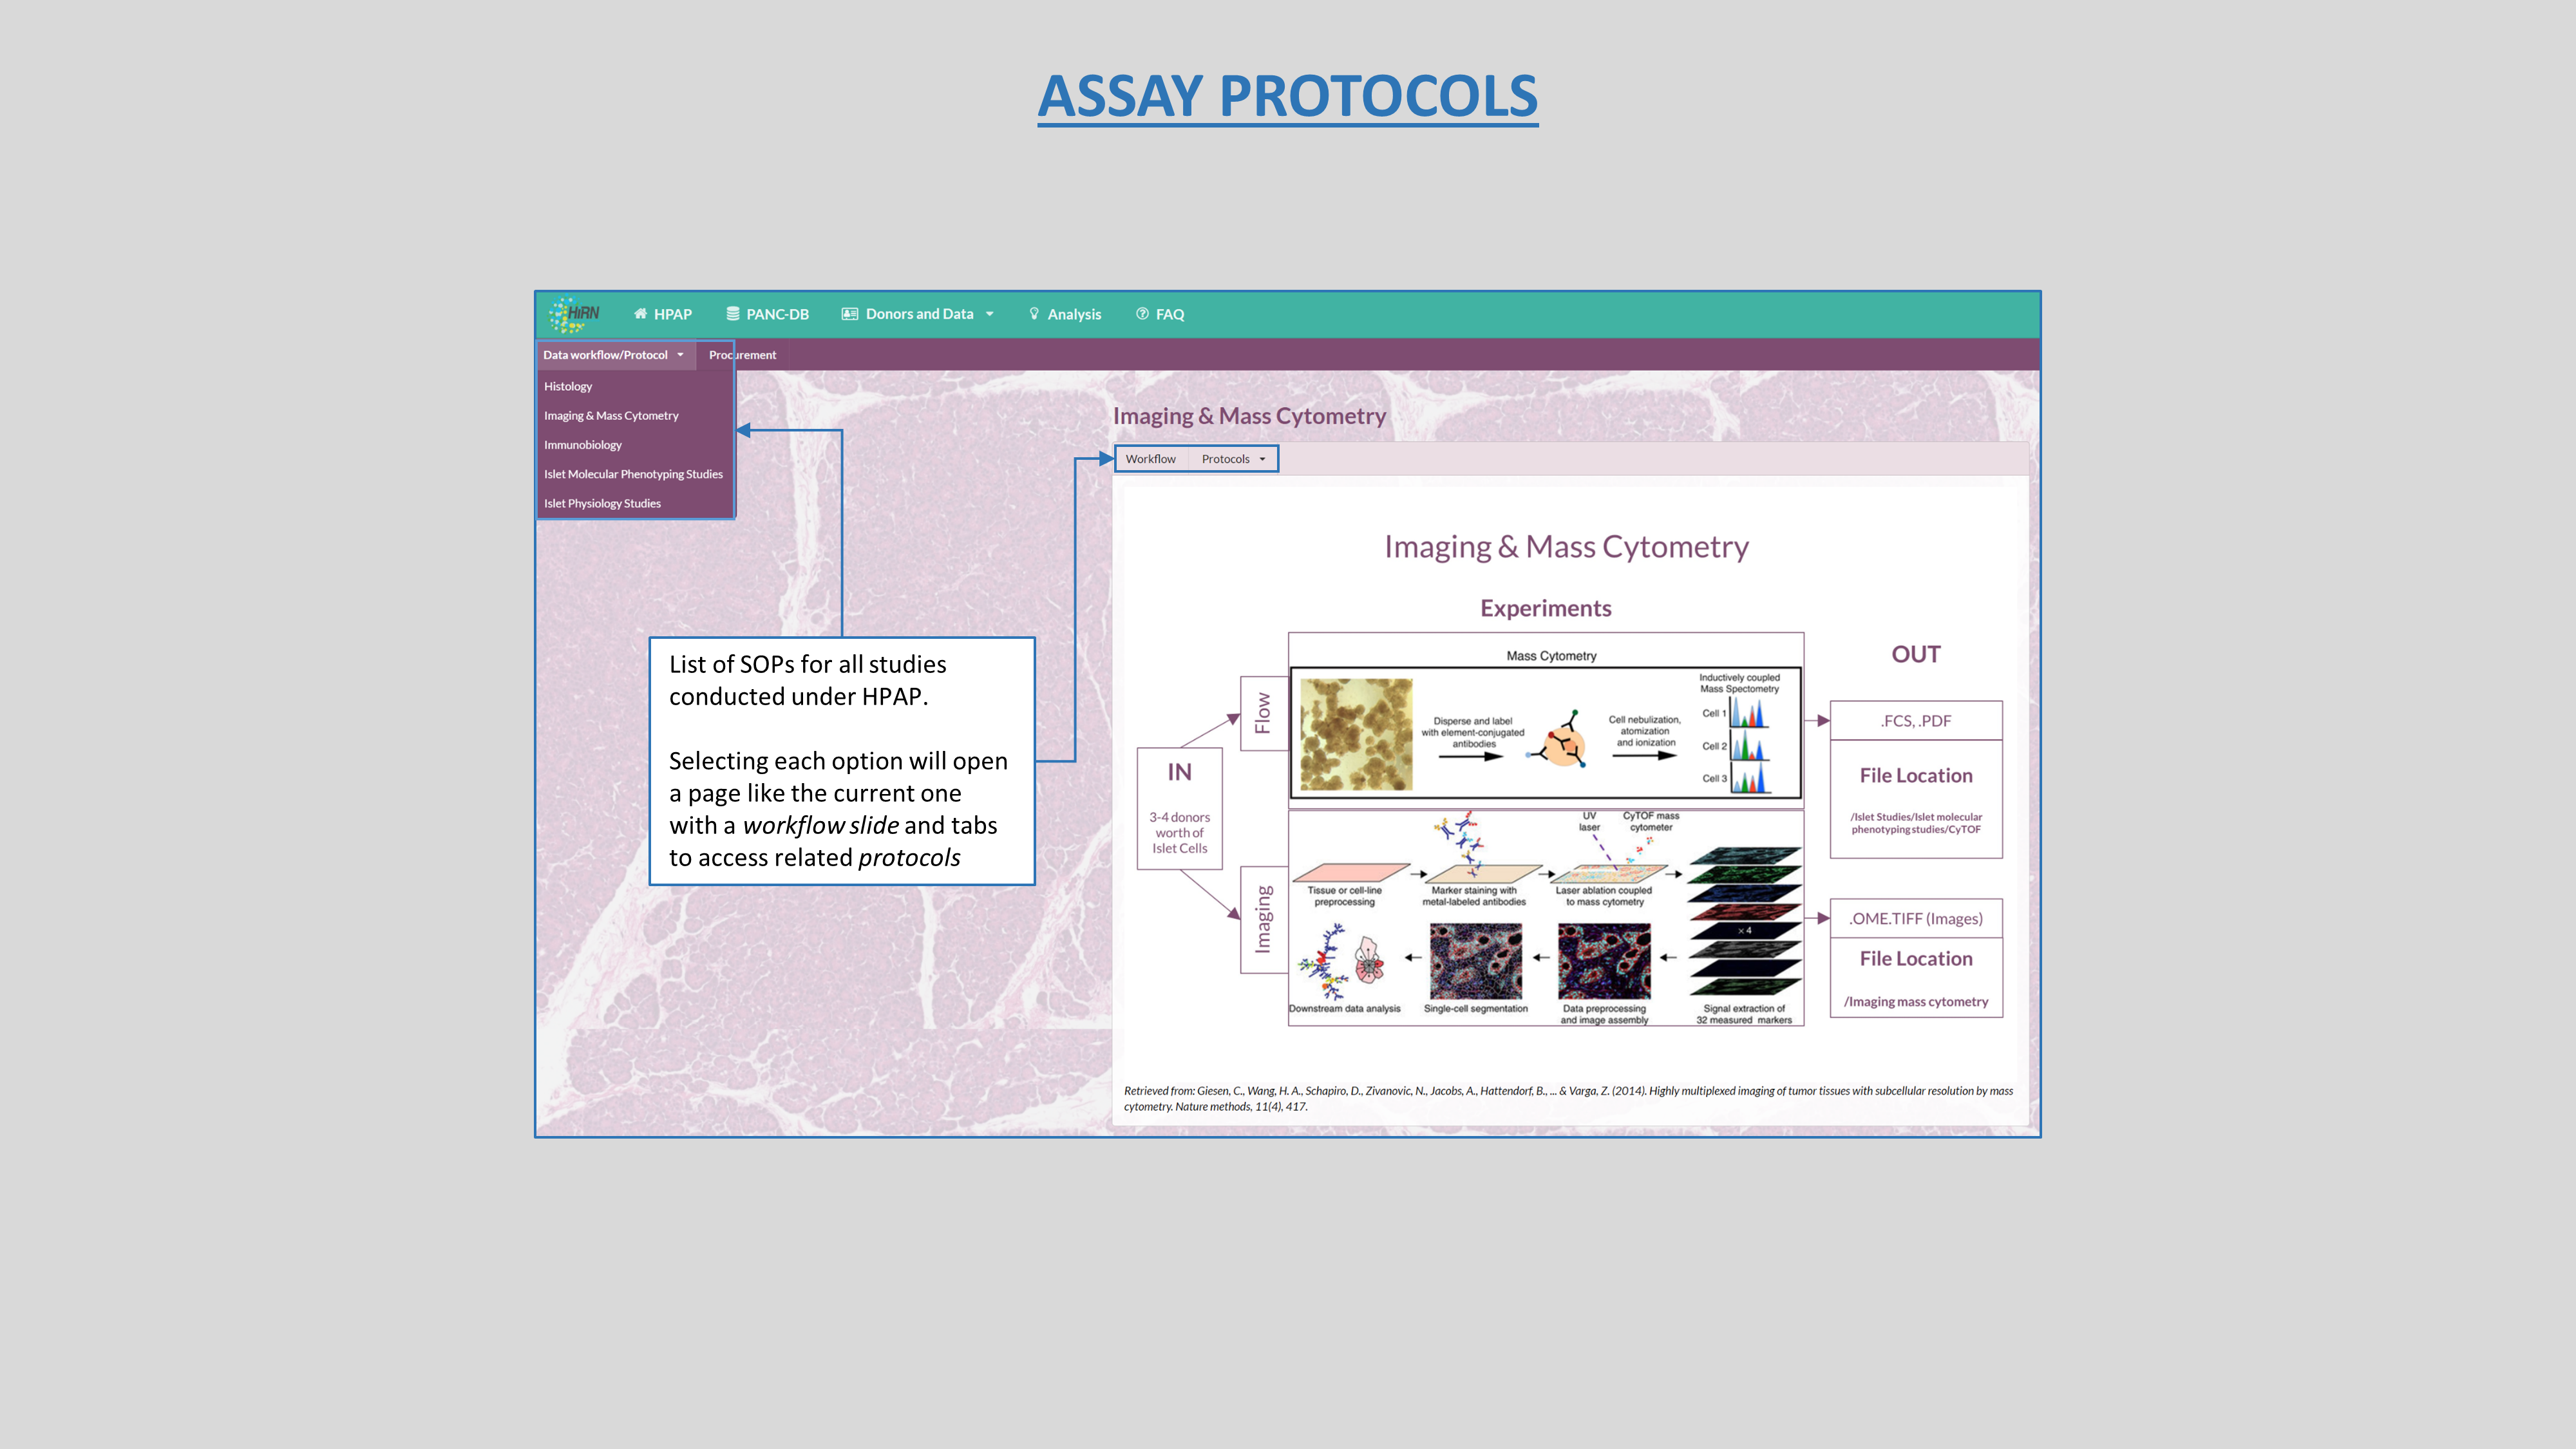 ASSAY PROTOCOLS
HiRN
HPAP
PANC-DB
Donors and Data
Analysis
FAQ
Data workflow/Protocol
Procurement
Histology
Imaging & Mass Cytometry
Immunobiology
Islet Molecular Phenotyping Studies
Islet Physiology Studies
List of SOPs for all studies
conducted under HPAP.
Selecting each option will open
a page like the current one
with a workflow slide and tabs
to access related protocols
Imaging & Mass Cytometry
Workflow
Protocols
Imaging & Mass Cytometry
Experiments
IN
3-4 donors
worth of
Islet Cells
Flow
Imaging
Mass Cytometry
Disperse and label
with element-conjugated
antibodies
Cell nebulization,
atomization
and ionization
Inductively coupled
Mass Spectometry
Cell 1
Cell 2
Cell 3
UV
laser
CyTOF mass
cytometer
Tissue or cell-line
preprocessing
Marker staining with
metal-labeled antibodies
Laser ablation coupled
to mass cytometry
×4
Downstream data analysis
Single-cell segmentation
Data preprocessing
and image assembly
Signal extraction of
32 measured markers
OUT
.FCS, .PDF
File Location
/Islet Studies/Islet molecular
phenotyping studies/CyTOF
.OME.TIFF (Images)
File Location
/Imaging mass cytometry
Retrieved from: Giesen, C., Wang, H. A., Schapiro, D., Zivanovic, N., Jacobs, A., Hattendorf, B., ... & Varga, Z. (2014). Highly multiplexed imaging of tumor tissues with subcellular resolution by mass
cytometry. Nature methods, 11(4), 417.